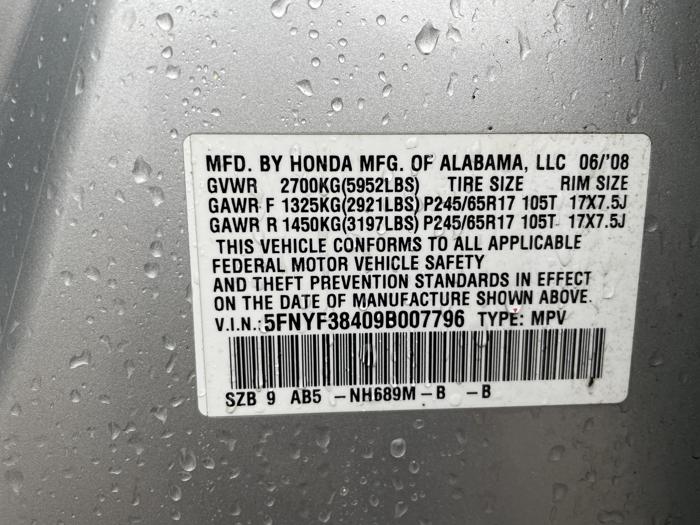 MFD. BY HONDA MFG. OF ALABAMA, LLC 06/'08
GVWR 2700KG(5952LBS) TIRE SIZE RIM SIZE
GAWR F 1325KG(2921LBS) P245/65R17 105T 17X7.5J
GAWR R 1450KG(3197LBS) P245/65R17 105T 17X7.5J
THIS VEHICLE CONFORMS TO ALL APPLICABLE
FEDERAL MOTOR VEHICLE SAFETY
AND THEFT PREVENTION STANDARDS IN EFFECT
ON THE DATE OF MANUFACTURE SHOWN ABOVE.
V.I.N.: 5FNYF38409B007796 TYPE: MPV
SZB 9 AB5 -NH689M-B -B